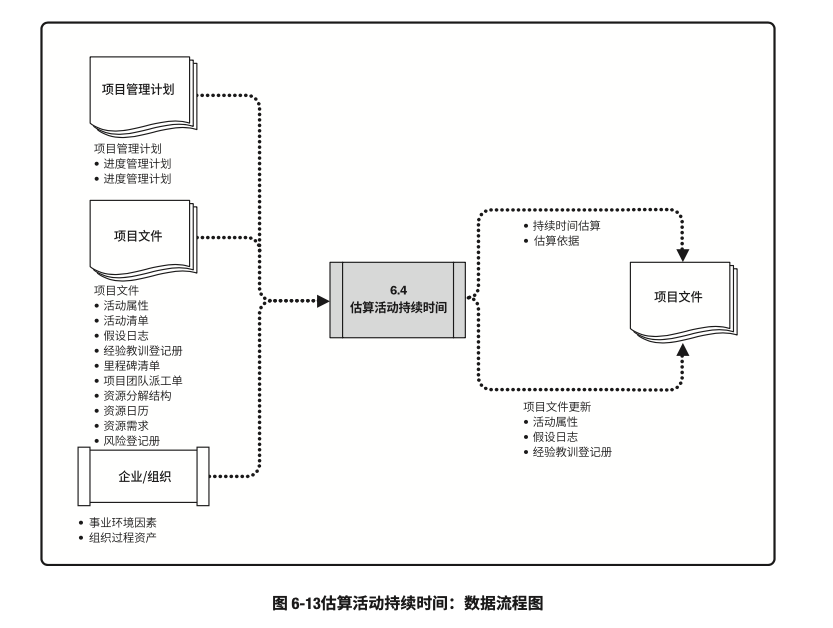 项目管理计划
项目管理计划
• 进度管理计划
• 进度管理计划
项目文件
项目文件
• 活动属性
• 活动清单
• 假设日志
• 经验教训登记册
• 里程碑清单
• 项目团队派工单
• 资源分解结构
• 资源日历
• 资源需求
• 风险登记册
企业/组织
• 事业环境因素
• 组织过程资产
6.4
估算活动持续时间
• 持续时间估算
• 估算依据
项目文件
项目文件更新
• 活动属性
• 假设日志
• 经验教训登记册
图 6-13估算活动持续时间：数据流程图